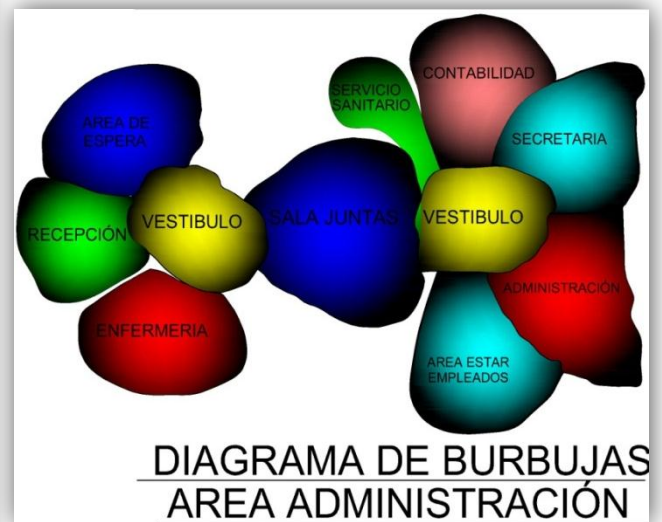 CONTABILIDAD
SERVICIO
SANITARIO
AREA DE
ESPERA
SECRETARIA
RECEPCIÓN
VESTIBULO
SALA JUNTAS
VESTIBULO
ADMINISTRACIÓN
ENFERMERIA
AREA ESTAR
EMPLEADOS
DIAGRAMA DE BURBUJAS
AREA ADMINISTRACIÓN